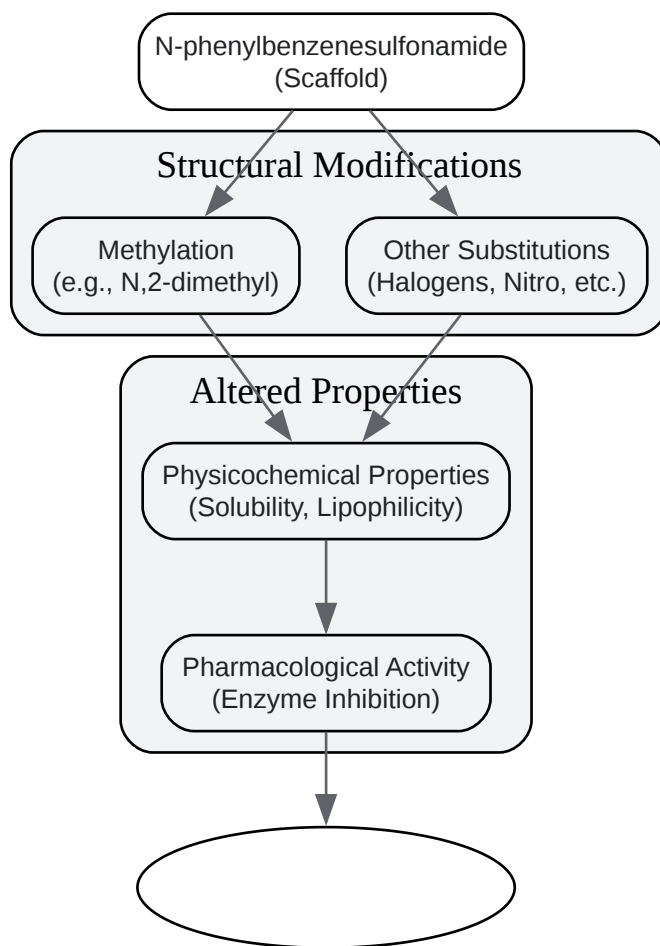 N-phenylbenzenesulfonamide
(Scaffold)
Structural Modifications
Methylation
(e.g., N,2-dimethyl)
Other Substitutions
(Halogens, Nitro, etc.)
Altered Properties
Physicochemical Properties
(Solubility, Lipophilicity)
Pharmacological Activity
(Enzyme Inhibition)